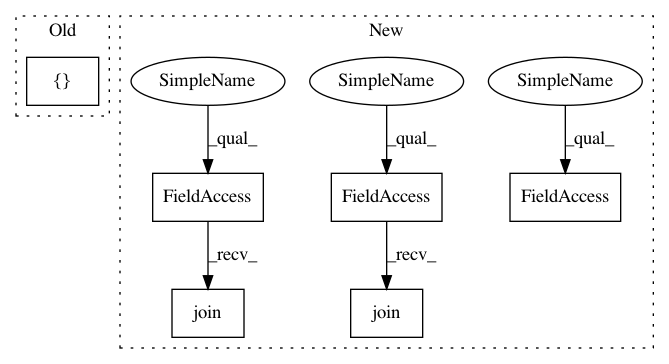 Old
New
{}
SimpleName
SimpleName
SimpleName
_qual_
_qual_
_qual_
FieldAccess
FieldAccess
FieldAccess
_recv_
_recv_
join
join